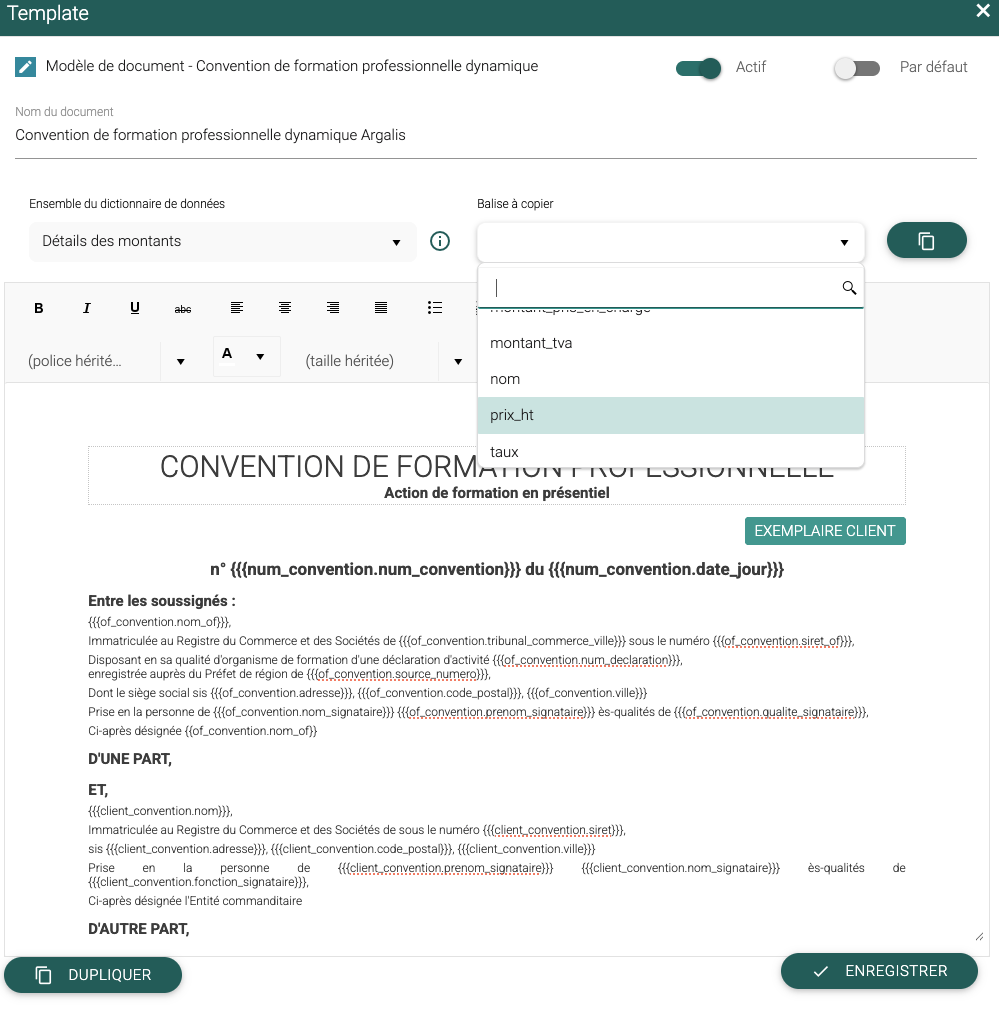 Template
Modèle de document - Convention de formation professionnelle dynamique
Actif
Par défaut
Nom du document
Convention de formation professionnelle dynamique Argalis
Ensemble du dictionnaire de données
Balise à copier
Détails des montants
B I U abc
montant_pris_en_charge
montant_tva
nom
prix_ht
taux
(police hérité...
A
(taille héritée)
CONVENTION DE FORMATION PROFESSIONNELLE
Action de formation en présentiel
EXEMPLAIRE CLIENT
n° {{{num_convention.num_convention}}} du {{{num_convention.date_jour}}}
Entre les soussignés :
{{{of_convention.nom_of}}},
Immatriculée au Registre du Commerce et des Sociétés de {{{of_convention.tribunal_commerce_ville}}} sous le numéro {{{of_convention.siret_of}}},
Disposant en sa qualité d'organisme de formation d'une déclaration d'activité {{{of_convention.num_declaration}}},
enregistrée auprès du Préfet de région de {{{of_convention.source_numero}}},
Dont le siège social sis {{{of_convention.adresse}}}, {{{of_convention.code_postal}}}, {{{of_convention.ville}}}
Prise en la personne de {{{of_convention.nom_signataire}}} {{{of_convention.prenom_signataire}}} ès-qualités de {{{of_convention.qualite_signataire}}},
Ci-après désignée {{of_convention.nom_of}}
D'UNE PART,
ET,
{{{client_convention.nom}}},
Immatriculée au Registre du Commerce et des Sociétés de sous le numéro {{{client_convention.siret}}},
sis {{{client_convention.adresse}}}, {{{client_convention.code_postal}}}, {{{client_convention.ville}}}
Prise en la personne de {{{client_convention.prenom_signataire}}} {{{client_convention.nom_signataire}}} ès-qualités de
{{{client_convention.fonction_signataire}}},
Ci-après désignée l'Entité commanditaire
D'AUTRE PART,
DUPLIQUER
ENREGISTRER